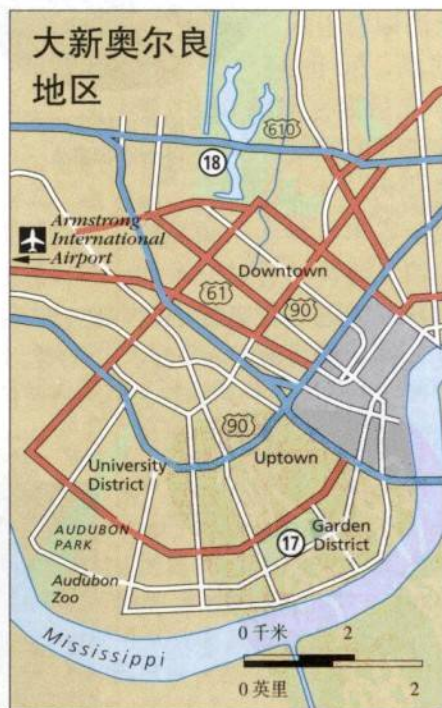 大新奥尔良
地区
610
18
Armstrong
International
Airport
Downtown
61
90
90
University
District
Uptown
AUDUBON
PARK
17
Garden
District
Audubon
Zoo
Mississippi
0 千米 2
0 英里 2